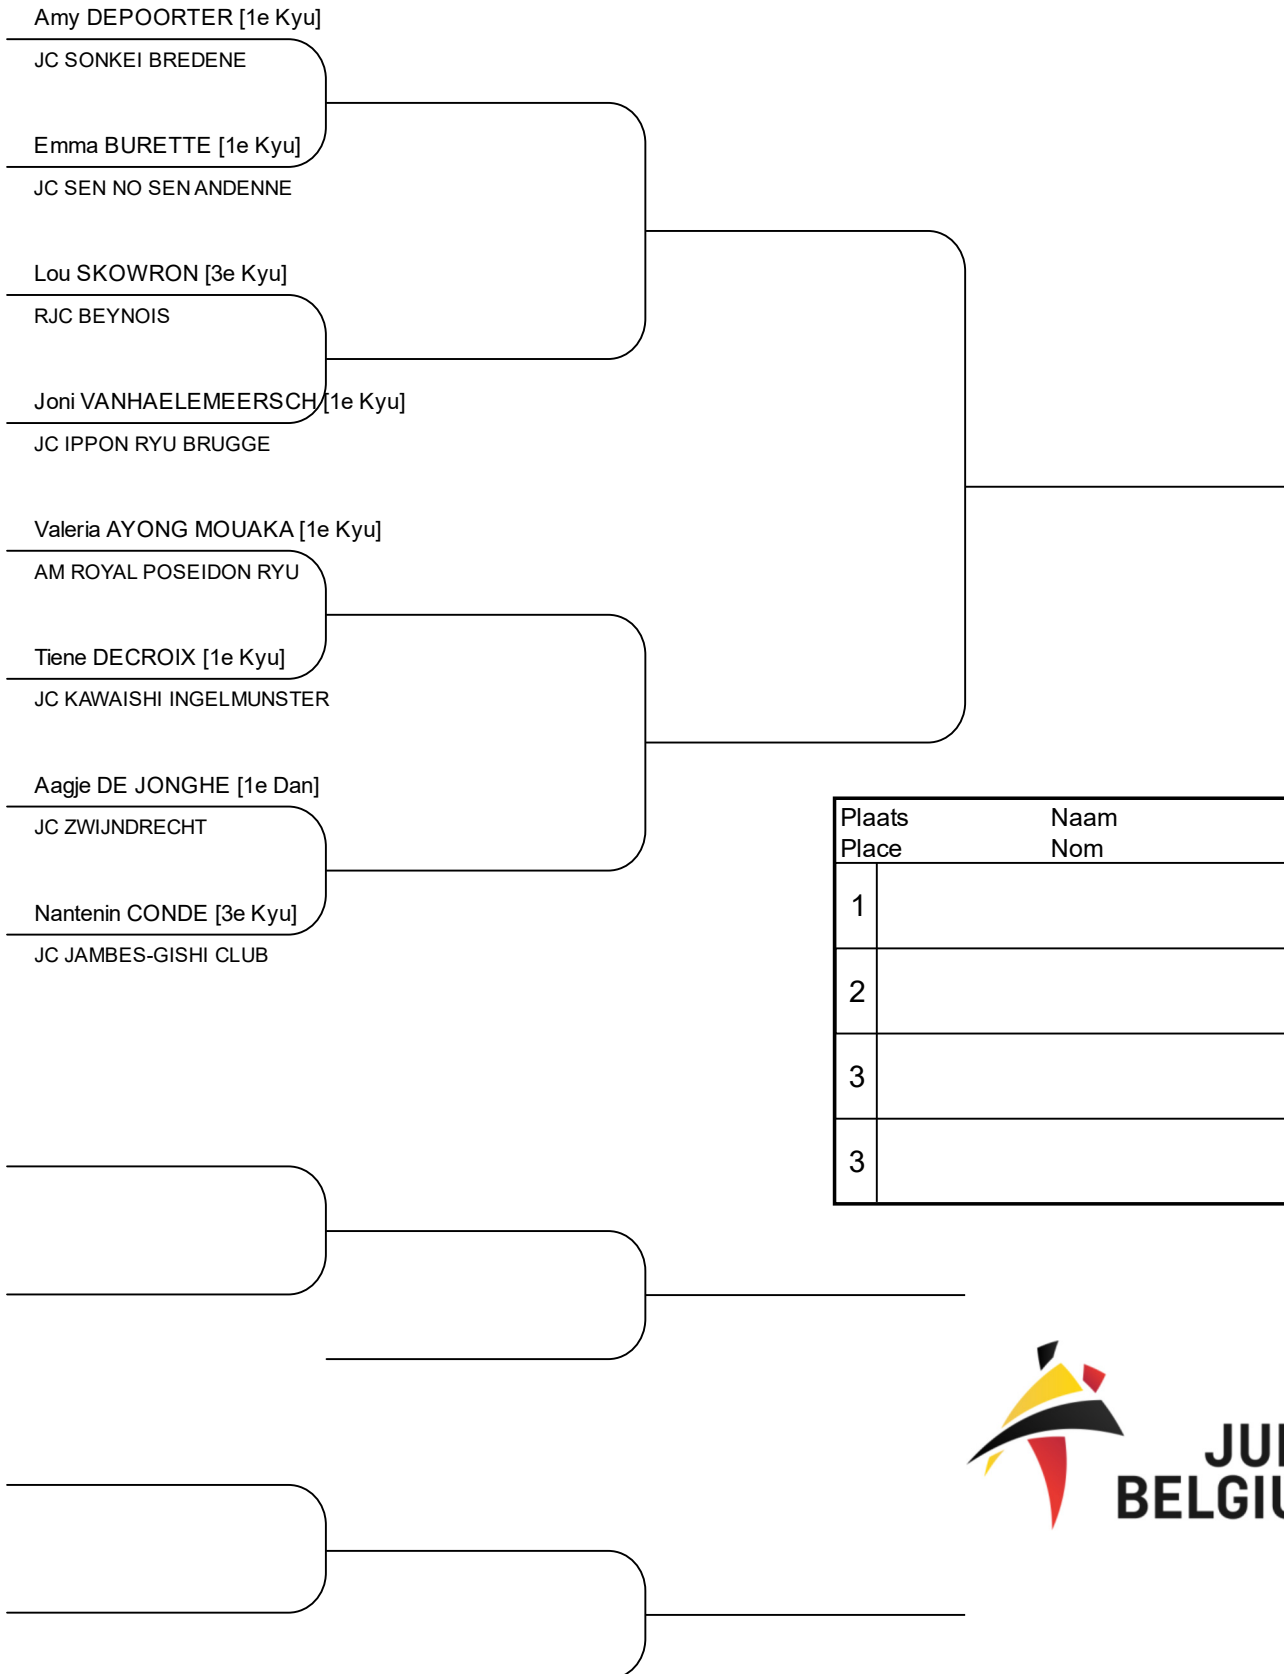 Amy DEPOORTER [1e Kyu]
JC SONKEI BREDENE
Emma BURETTE [1e Kyu]
JC SEN NO SEN ANDENNE
Lou SKOWRON [3e Kyu]
RJC BEYNOIS
Joni VANHAELEMEERSCH [1e Kyu]
JC IPPON RYU BRUGGE
Valeria AYONG MOUAKA [1e Kyu]
AM ROYAL POSEIDON RYU
Tiene DECROIX [1e Kyu]
JC KAWAISHI INGELMUNSTER
Aagje DE JONGHE [1e Dan]
JC ZWIJNDRECHT
Nantenin CONDE [3e Kyu]
JC JAMBES-GISHI CLUB
Plaats Naam
Place Nom
1
2
3
3